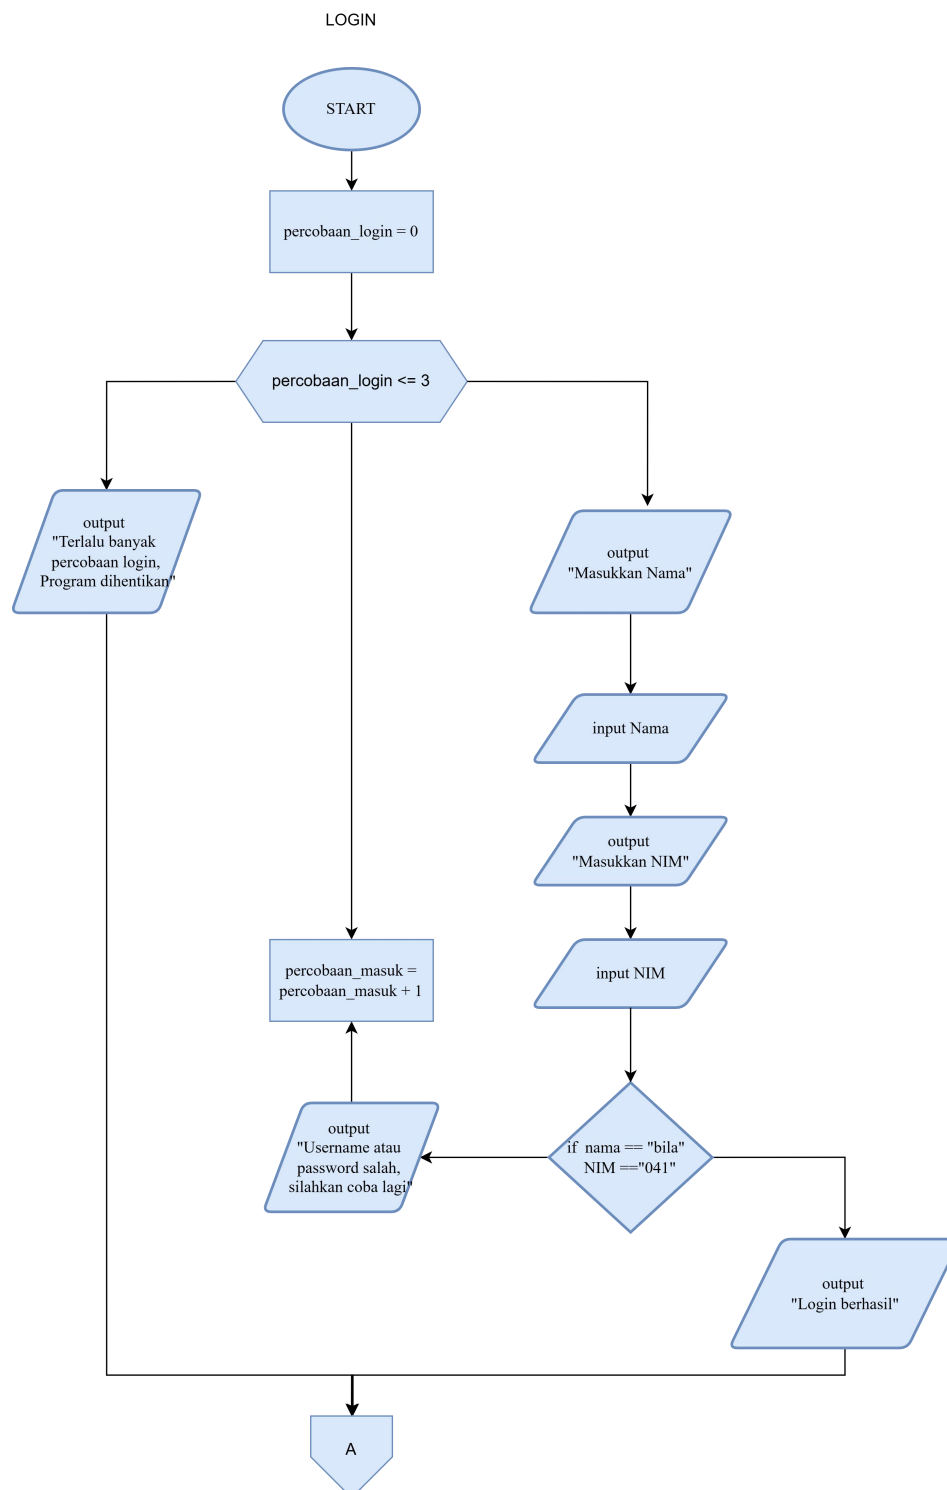 LOGIN
START
percobaan_login = 0
percobaan_login <= 3
output
"Terlalu banyak
percobaan login,
Program dihentikan"
output
"Masukkan Nama"
input Nama
output
"Masukkan NIM"
input NIM
percobaan_masuk =
percobaan_masuk + 1
output
"Username atau
password salah,
silahkan coba lagi"
if nama == "bila"
NIM =="041"
output
"Login berhasil"
A